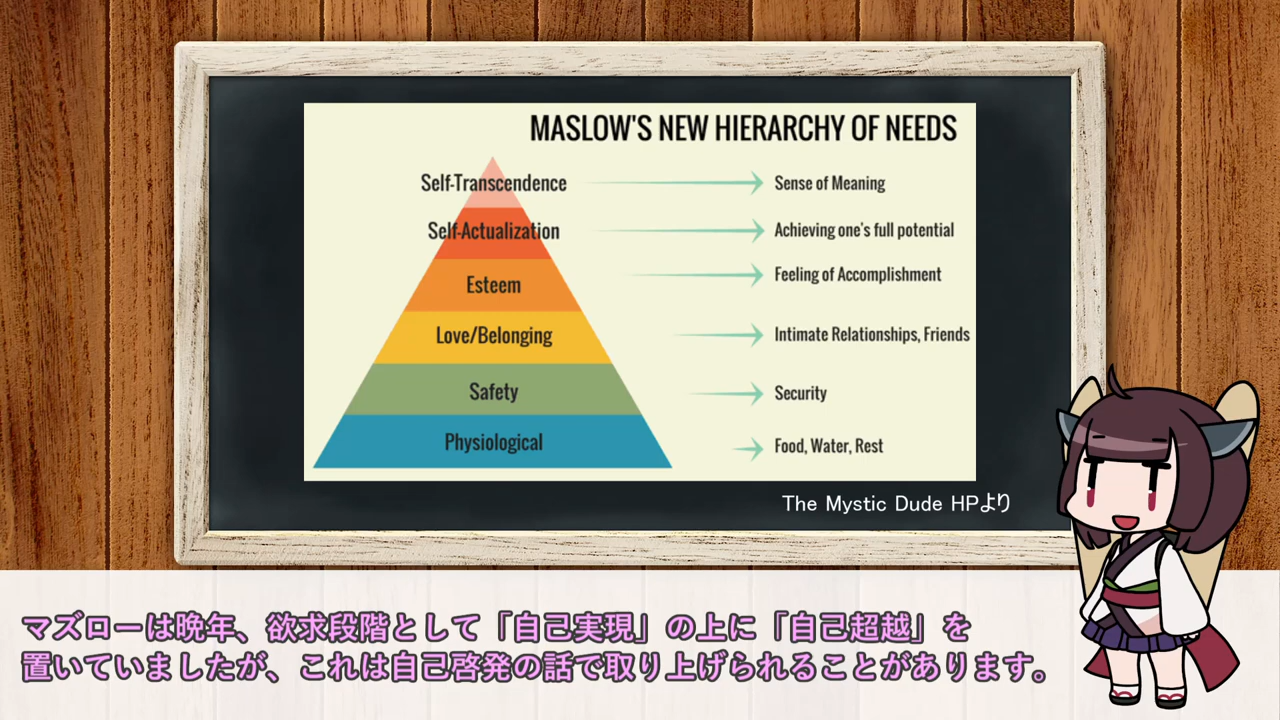 MASLOW'S NEW HIERARCHY OF NEEDS
Self-Transcendence
Sense of Meaning
Self-Actualization
Achieving one's full potential
Esteem
Feeling of Accomplishment
Love/Belonging
Intimate Relationships, Friends
Safety
Security
Physiological
Food, Water, Rest
The Mystic Dude HPより
マズローは晩年、欲求段階として「自己実現」の上に「自己超越」を
置いていましたが、これは自己啓発の話で取り上げられることがあります。